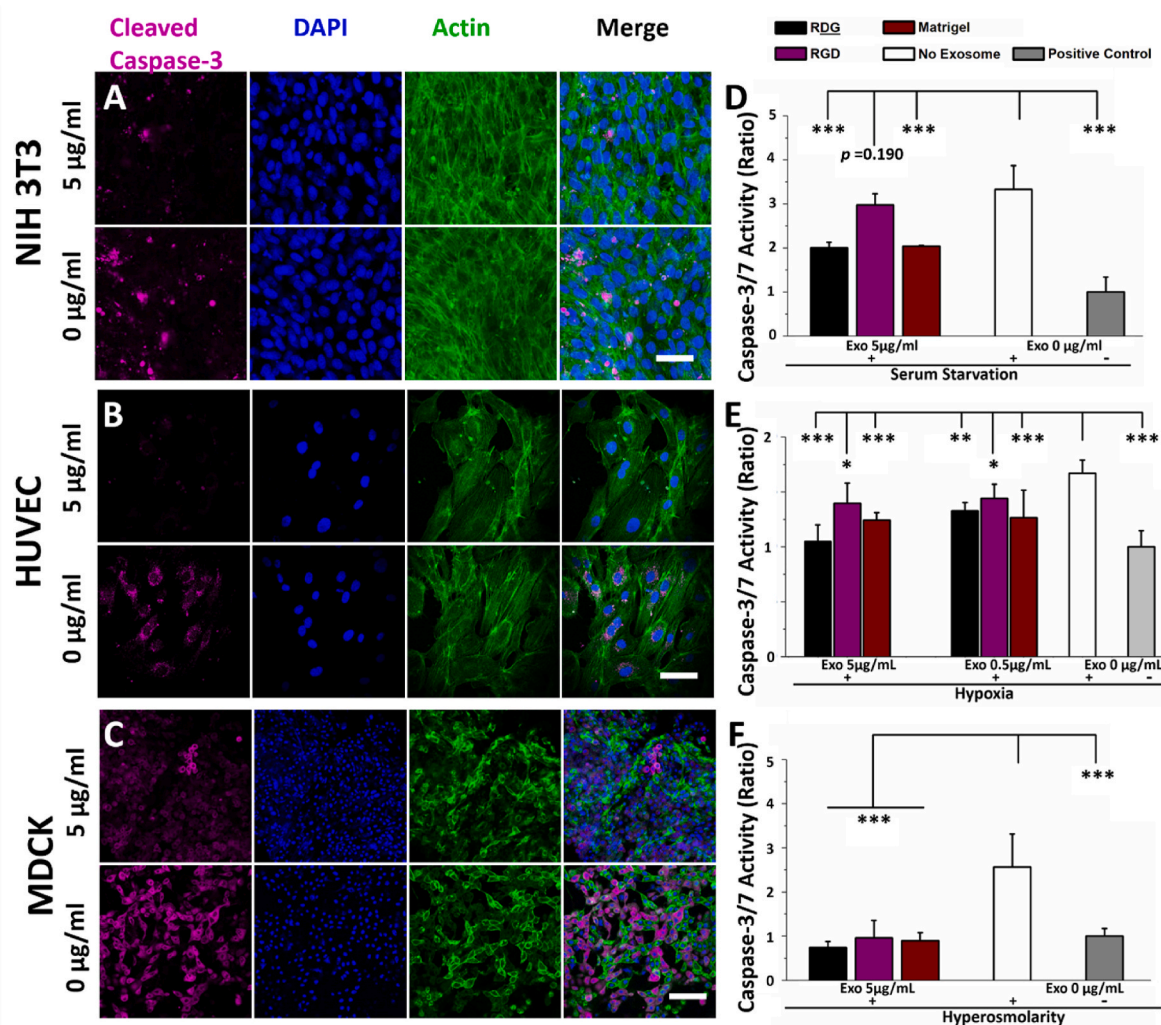 Cleaved
Caspase-3
DAPI
Actin
Merge
A
NIH 3T3
5 µg/ml
0 µg/ml
B
HUVEC
5 µg/ml
0 µg/ml
C
MDCK
5 µg/ml
0 µg/ml
RDG
Matrigel
RGD
No Exosome
Positive Control
D
Caspase-3/7 Activity (Ratio)
5
4
3
2
1
0
***
p =0.190
***
***
Exo 5µg/ml
Exo 0 µg/ml
+
+
-
Serum Starvation
E
Caspase-3/7 Activity (Ratio)
2
1
0
***
*
***
**
*
***
***
Exo 5µg/mL
Exo 0.5µg/mL
Exo 0 µg/mL
+
+
+
-
Hypoxia
F
Caspase-3/7 Activity (Ratio)
5
4
3
2
1
0
***
***
Exo 5µg/mL
Exo 0 µg/mL
+
+
-
Hyperosmolarity